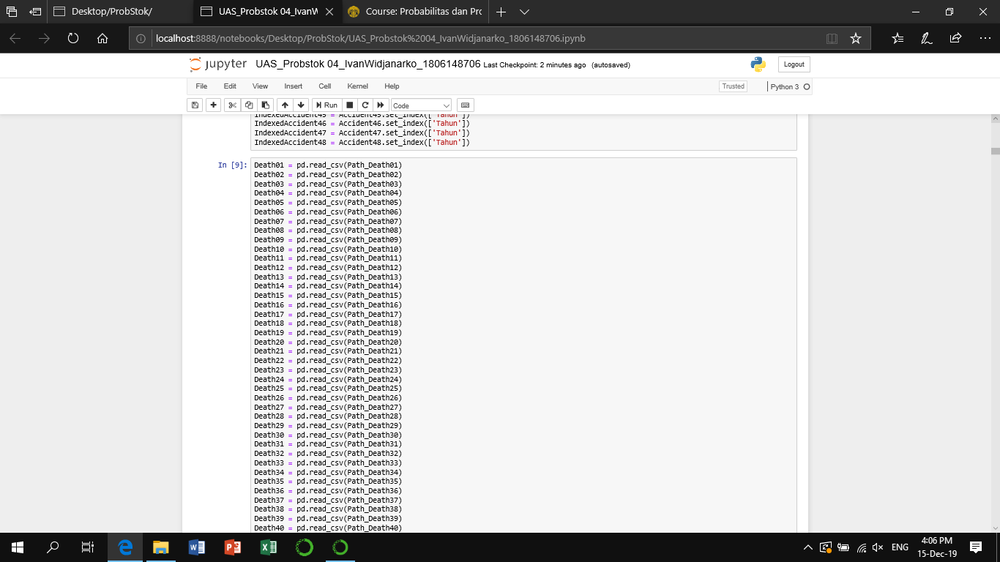 Desktop/ProbStok/
UAS_Probstok 04_IvanW
Course: Probabilitas dan Pro
localhost:8888/notebooks/Desktop/ProbStok/UAS_Probstok%2004_IvanWidjanarko_1806148706.ipynb
jupyter UAS_Probstok 04_IvanWidjanarko_1806148706 Last Checkpoint: 2 minutes ago (autosaved)
Logout
File Edit View Insert Cell Kernel Help
Trusted
Python 3
Run
Code
IndexedAccident45 = Accident45.set_index(['Tahun'])
IndexedAccident46 = Accident46.set_index(['Tahun'])
IndexedAccident47 = Accident47.set_index(['Tahun'])
IndexedAccident48 = Accident48.set_index(['Tahun'])
In [9]:
Death01 = pd.read_csv(Path_Death01)
Death02 = pd.read_csv(Path_Death02)
Death03 = pd.read_csv(Path_Death03)
Death04 = pd.read_csv(Path_Death04)
Death05 = pd.read_csv(Path_Death05)
Death06 = pd.read_csv(Path_Death06)
Death07 = pd.read_csv(Path_Death07)
Death08 = pd.read_csv(Path_Death08)
Death09 = pd.read_csv(Path_Death09)
Death10 = pd.read_csv(Path_Death10)
Death11 = pd.read_csv(Path_Death11)
Death12 = pd.read_csv(Path_Death12)
Death13 = pd.read_csv(Path_Death13)
Death14 = pd.read_csv(Path_Death14)
Death15 = pd.read_csv(Path_Death15)
Death16 = pd.read_csv(Path_Death16)
Death17 = pd.read_csv(Path_Death17)
Death18 = pd.read_csv(Path_Death18)
Death19 = pd.read_csv(Path_Death19)
Death20 = pd.read_csv(Path_Death20)
Death21 = pd.read_csv(Path_Death21)
Death22 = pd.read_csv(Path_Death22)
Death23 = pd.read_csv(Path_Death23)
Death24 = pd.read_csv(Path_Death24)
Death25 = pd.read_csv(Path_Death25)
Death26 = pd.read_csv(Path_Death26)
Death27 = pd.read_csv(Path_Death27)
Death28 = pd.read_csv(Path_Death28)
Death29 = pd.read_csv(Path_Death29)
Death30 = pd.read_csv(Path_Death30)
Death31 = pd.read_csv(Path_Death31)
Death32 = pd.read_csv(Path_Death32)
Death33 = pd.read_csv(Path_Death33)
Death34 = pd.read_csv(Path_Death34)
Death35 = pd.read_csv(Path_Death35)
Death36 = pd.read_csv(Path_Death36)
Death37 = pd.read_csv(Path_Death37)
Death38 = pd.read_csv(Path_Death38)
Death39 = pd.read_csv(Path_Death39)
Death40 = pd.read_csv(Path_Death40)
ENG
4:06 PM
15-Dec-19